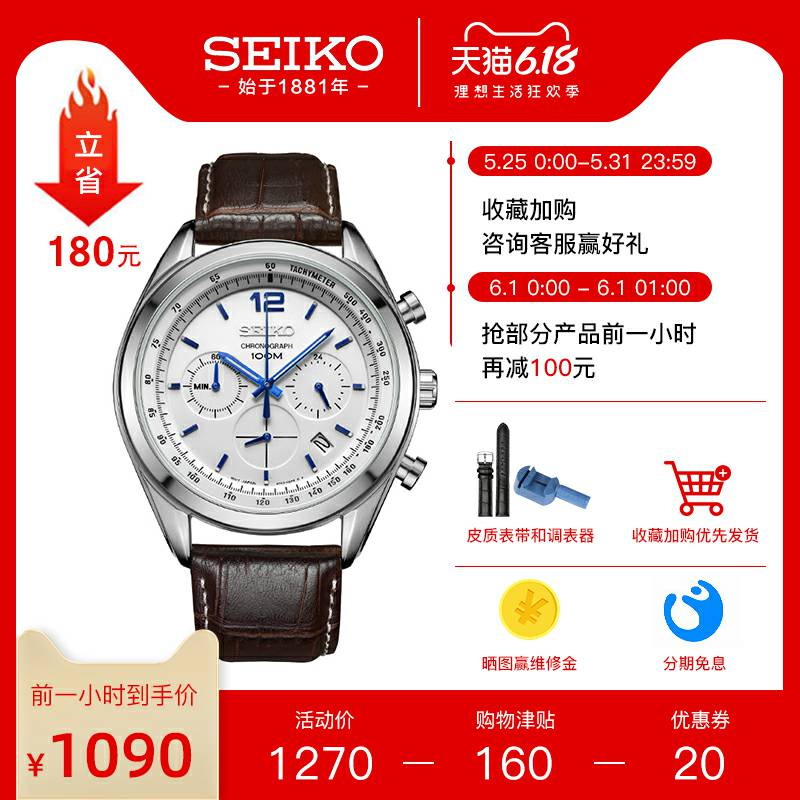 SEIKO
始于1881年
天猫6.18
理想生活狂欢季
立
省
180元
5.25 0:00-5.31 23:59
收藏加购
咨询客服赢好礼
6.1 0:00 - 6.1 01:00
抢部分产品前一小时
再减100元
TACHYMETER
12
SEIKO
CHRONOGRAPH
100M
60
24
MIN.
皮质表带和调表器
收藏加购优先发货
晒图赢维修金
分期免息
前一小时到手价
¥1090
活动价
购物津贴
优惠券
1270 — 160 — 20